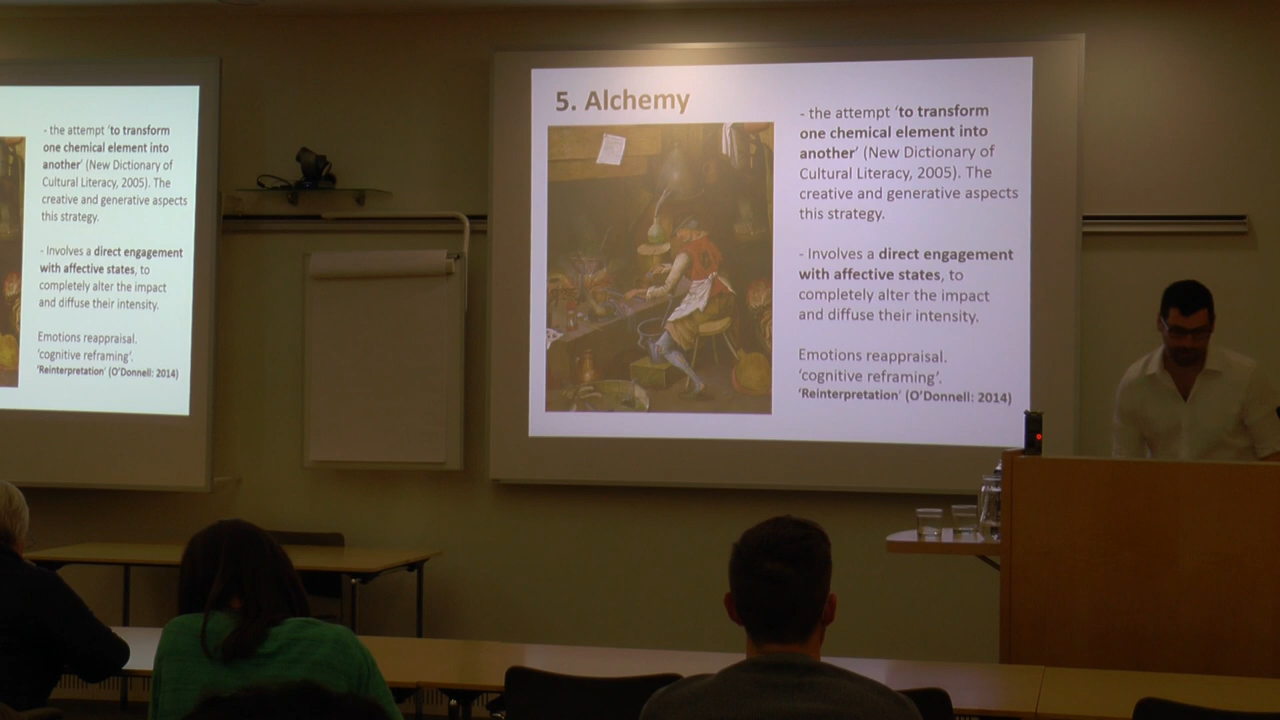 - the attempt 'to transform
one chemical element into
another' (New Dictionary of
Cultural Literacy, 2005). The
creative and generative aspects
this strategy.
- Involves a direct engagement
with affective states, to
completely alter the impact
and diffuse their intensity.
Emotions reappraisal.
'cognitive reframing'.
'Reinterpretation' (O'Donnell: 2014)
5. Alchemy
- the attempt 'to transform
one chemical element into
another' (New Dictionary of
Cultural Literacy, 2005). The
creative and generative aspects
this strategy.
- Involves a direct engagement
with affective states, to
completely alter the impact
and diffuse their intensity.
Emotions reappraisal.
'cognitive reframing'.
'Reinterpretation' (O'Donnell: 2014)